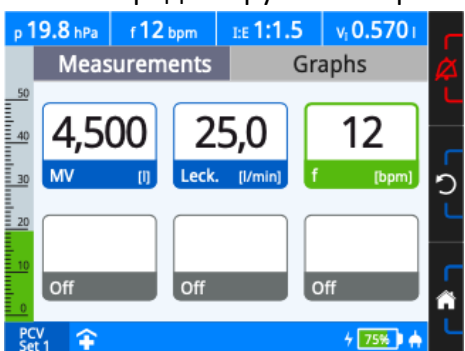 p 19.8 hPa f 12 bpm I:E 1:1.5 Vi 0.570 l
Measurements Graphs
50
40
30
20
10
0
4,500 25,0 12
MV [l] Leck. [l/min] f [bpm]
Off Off Off
PCV
Set 1
75%